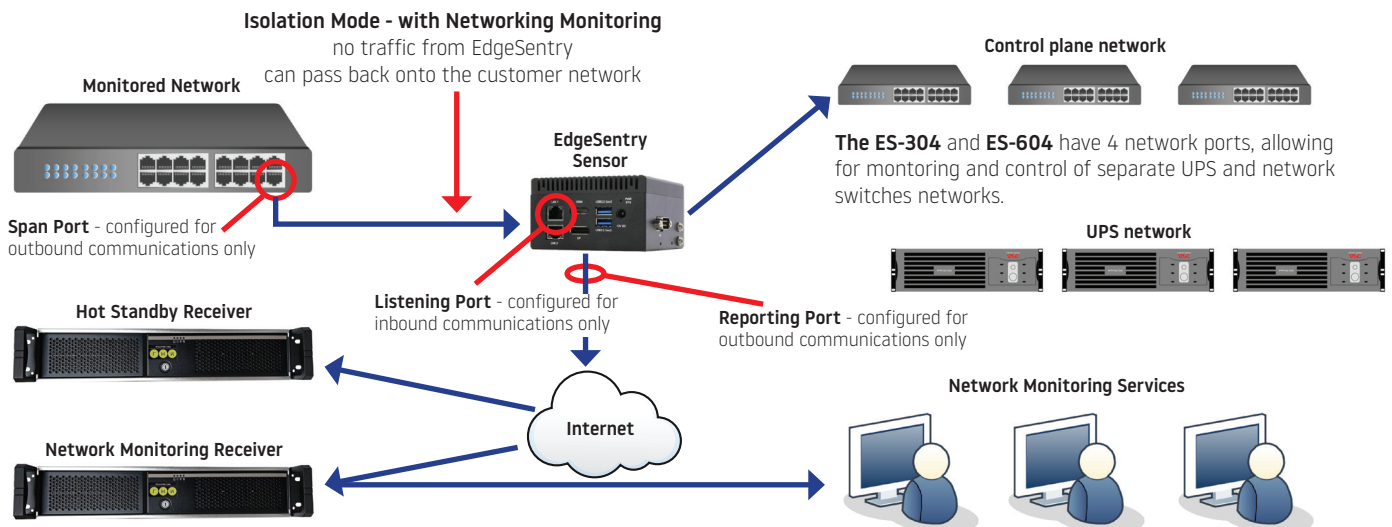 Isolation Mode - with Networking Monitoring
no traffic from EdgeSentry
can pass back onto the customer network
Monitored Network
Span Port - configured for
outbound communications only
EdgeSentry
Sensor
Listening Port - configured for
inbound communications only
Reporting Port - configured for
outbound communications only
Control plane network
The ES-304 and ES-604 have 4 network ports, allowing
for montoring and control of separate UPS and network
switches networks.
UPS network
Hot Standby Receiver
Network Monitoring Receiver
Internet
Network Monitoring Services